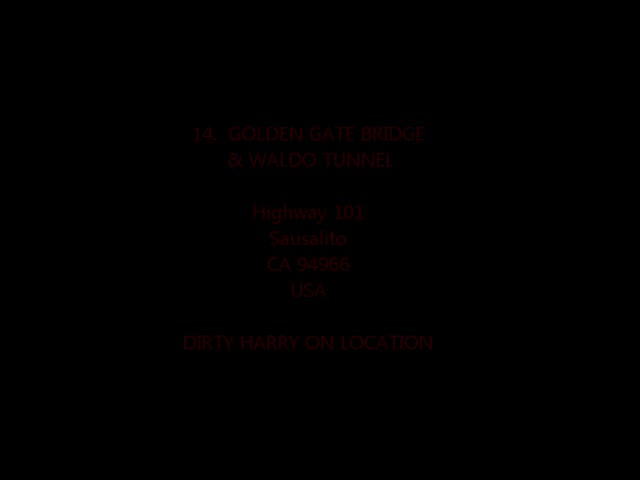 14.  GOLDEN GATE BRIDGE
& WALDO TUNNEL
Highway 101
Sausalito
CA 94966
USA
DIRTY HARRY ON LOCATION